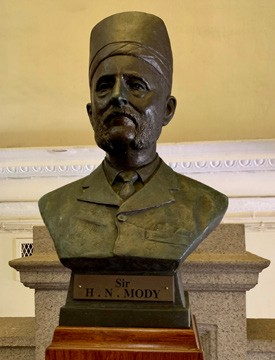 Sir
H . N . MODY